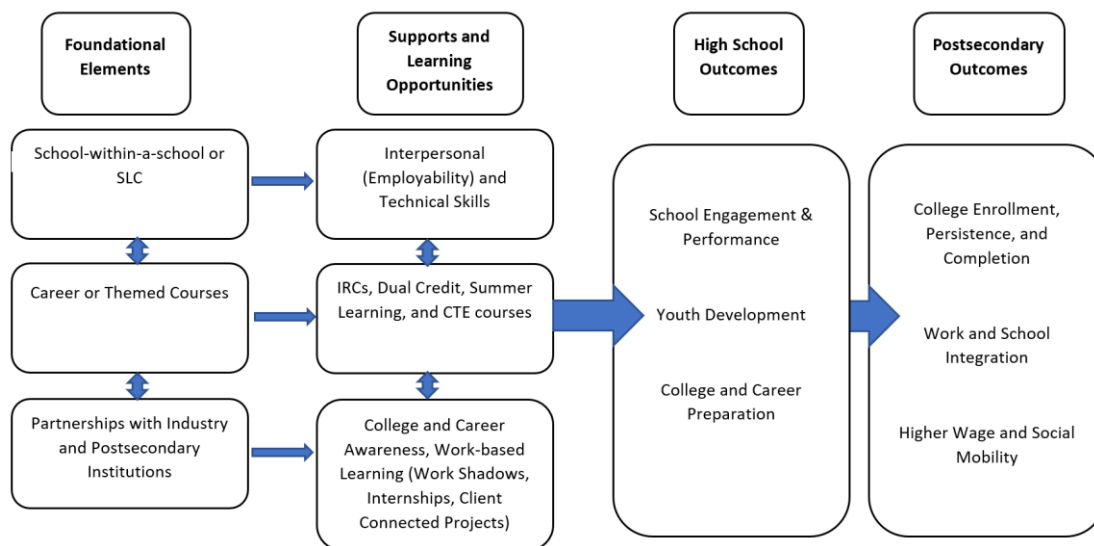 Foundational
Elements
Supports and
Learning
Opportunities
High School
Outcomes
Postsecondary
Outcomes
School-within-a-school or
SLC
Interpersonal
(Employability) and
Technical Skills
Career or Themed Courses
IRCs, Dual Credit, Summer
Learning, and CTE courses
Partnerships with Industry
and Postsecondary
Institutions
College and Career
Awareness, Work-based
Learning (Work Shadows,
Internships, Client
Connected Projects)
School Engagement &
Performance
Youth Development
College and Career
Preparation
College Enrollment,
Persistence, and
Completion
Work and School
Integration
Higher Wage and Social
Mobility